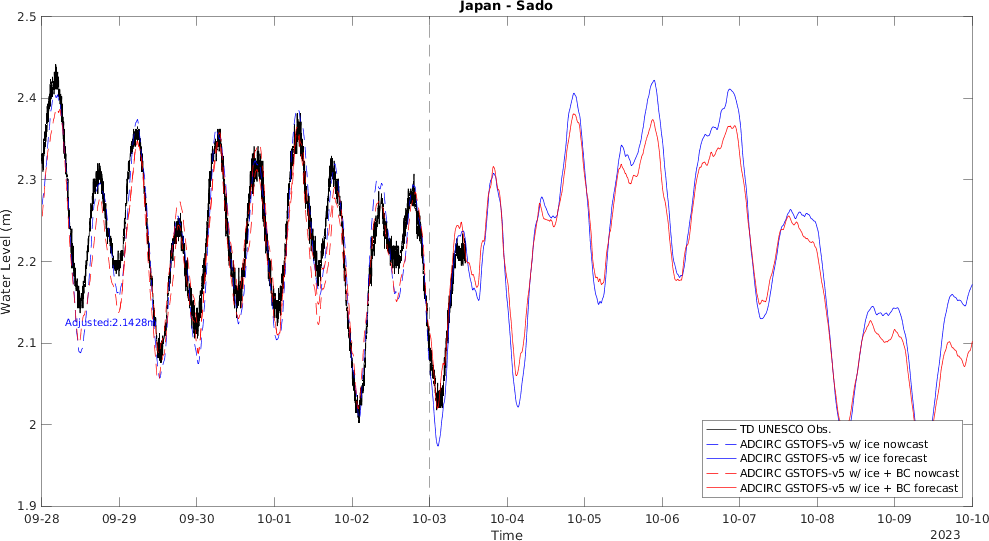 Japan - Sado
2.5
2.4
2.3
2.2
2.1
2
1.9
Water Level (m)
Adjusted:2.1428m
TD UNESCO Obs.
ADCIRC GSTOFS-v5 w/ ice nowcast
ADCIRC GSTOFS-v5 w/ ice forecast
ADCIRC GSTOFS-v5 w/ ice + BC nowcast
ADCIRC GSTOFS-v5 w/ ice + BC forecast
09-28 09-29 09-30 10-01 10-02 10-03 10-04 10-05 10-06 10-07 10-08 10-09 10-10
Time
2023